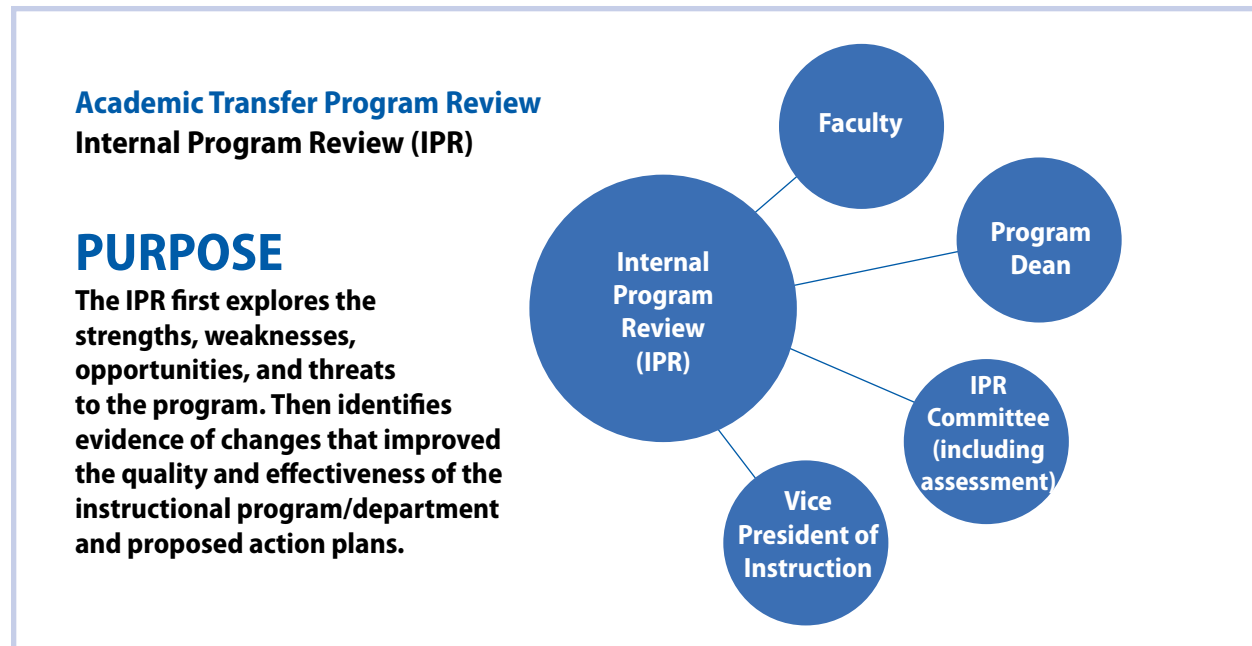 Academic Transfer Program Review
Internal Program Review (IPR)
PURPOSE
The IPR first explores the
strengths, weaknesses,
opportunities, and threats
to the program. Then identifies
evidence of changes that improved
the quality and effectiveness of the
instructional program/department
and proposed action plans.
Internal
Program
Review
(IPR)
Faculty
Program
Dean
IPR
Committee
(including
assessment)
Vice
President of
Instruction